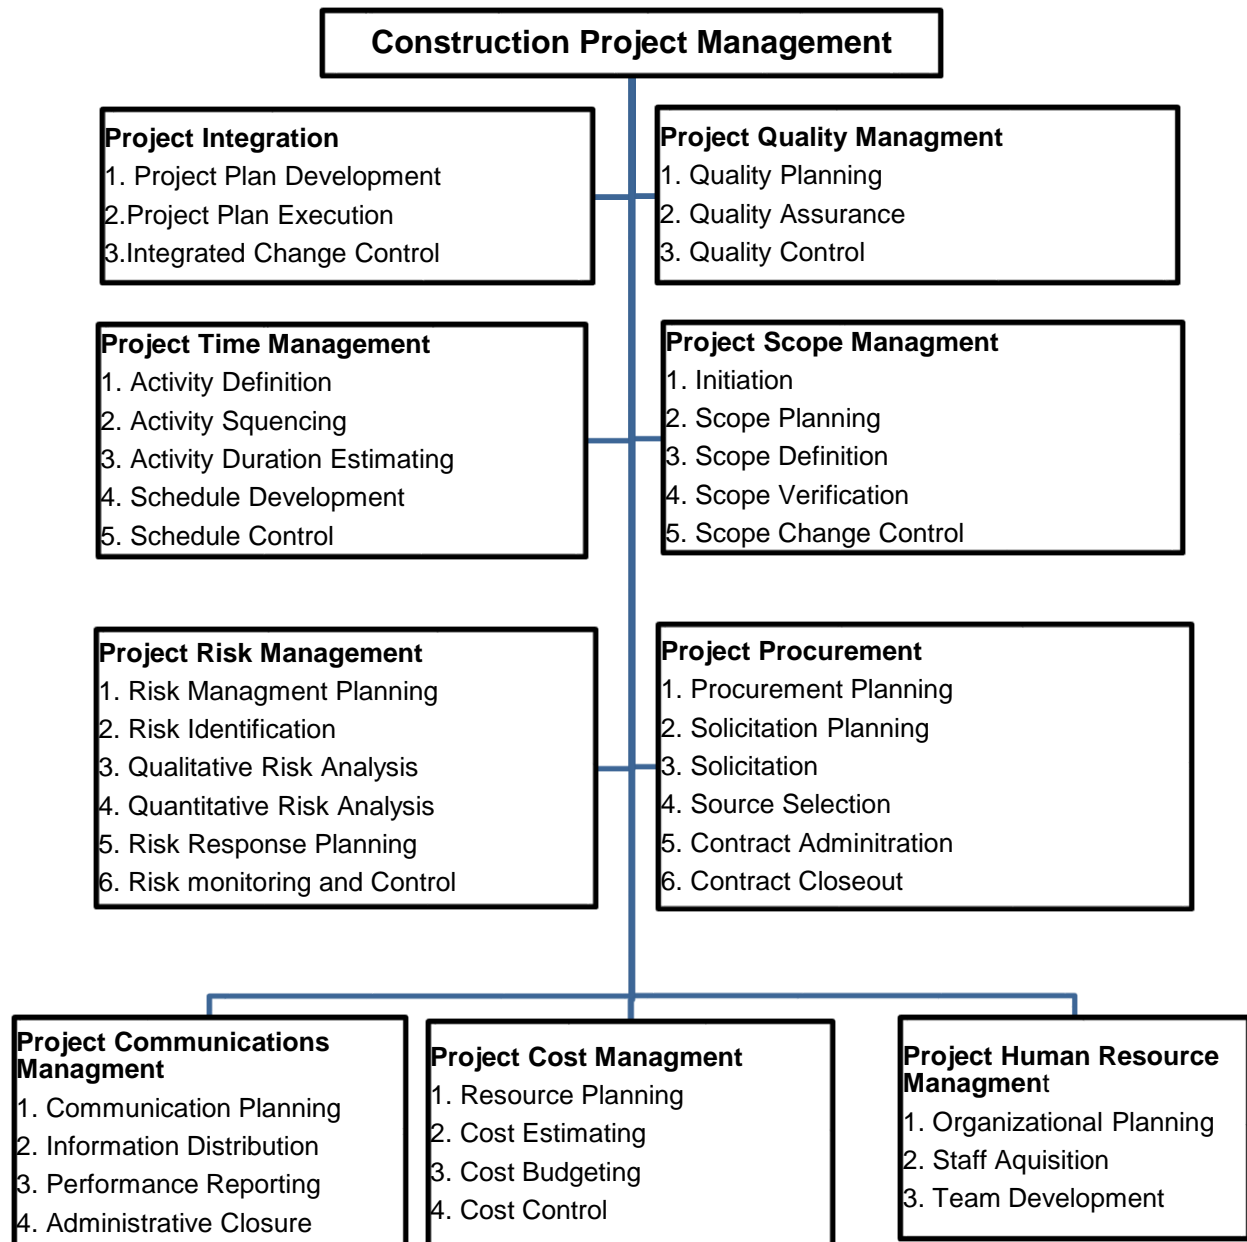 Construction Project Management
Project Integration
1. Project Plan Development
2.Project Plan Execution
3.Integrated Change Control
Project Quality Managment
1. Quality Planning
2. Quality Assurance
3. Quality Control
Project Time Management
1. Activity Definition
2. Activity Squencing
3. Activity Duration Estimating
4. Schedule Development
5. Schedule Control
Project Scope Managment
1. Initiation
2. Scope Planning
3. Scope Definition
4. Scope Verification
5. Scope Change Control
Project Risk Management
1. Risk Managment Planning
2. Risk Identification
3. Qualitative Risk Analysis
4. Quantitative Risk Analysis
5. Risk Response Planning
6. Risk monitoring and Control
Project Procurement
1. Procurement Planning
2. Solicitation Planning
3. Solicitation
4. Source Selection
5. Contract Adminitration
6. Contract Closeout
Project Communications
Managment
1. Communication Planning
2. Information Distribution
3. Performance Reporting
4. Administrative Closure
Project Cost Managment
1. Resource Planning
2. Cost Estimating
3. Cost Budgeting
4. Cost Control
Project Human Resource
Managment
1. Organizational Planning
2. Staff Aquisition
3. Team Development